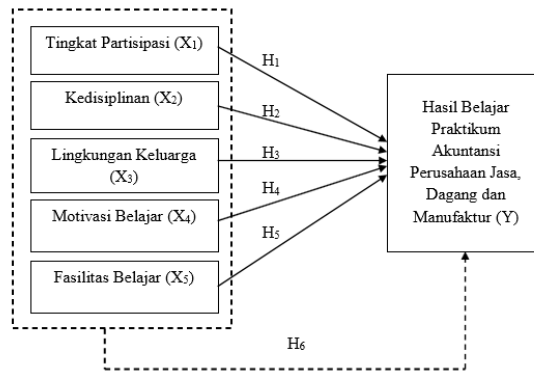 Tingkat Partisipasi (X1)
H1
Kedisiplinan (X2)
H2
Lingkungan Keluarga
(X3)
H3
Motivasi Belajar (X4)
H4
Fasilitas Belajar (X5)
H5
Hasil Belajar
Praktikum
Akuntansi
Perusahaan Jasa,
Dagang dan
Manufaktur (Y)
H6